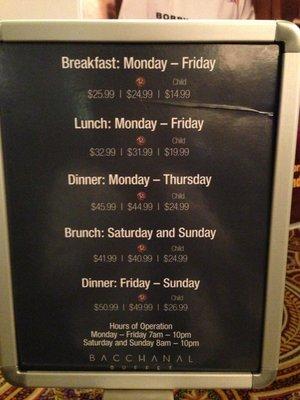 BOBBY
Breakfast: Monday – Friday
Child
$25.99 | $24.99 | $14.99
Lunch: Monday – Friday
Child
$32.99 | $31.99 | $19.99
Dinner: Monday – Thursday
Child
$45.99 | $44.99 | $24.99
Brunch: Saturday and Sunday
Child
$41.99 | $40.99 | $24.99
Dinner: Friday – Sunday
Child
$50.99 | $49.99 | $26.99
Hours of Operation
Monday – Friday 7am – 10pm
Saturday and Sunday 8am – 10pm
BACCHANAL
BUFFET